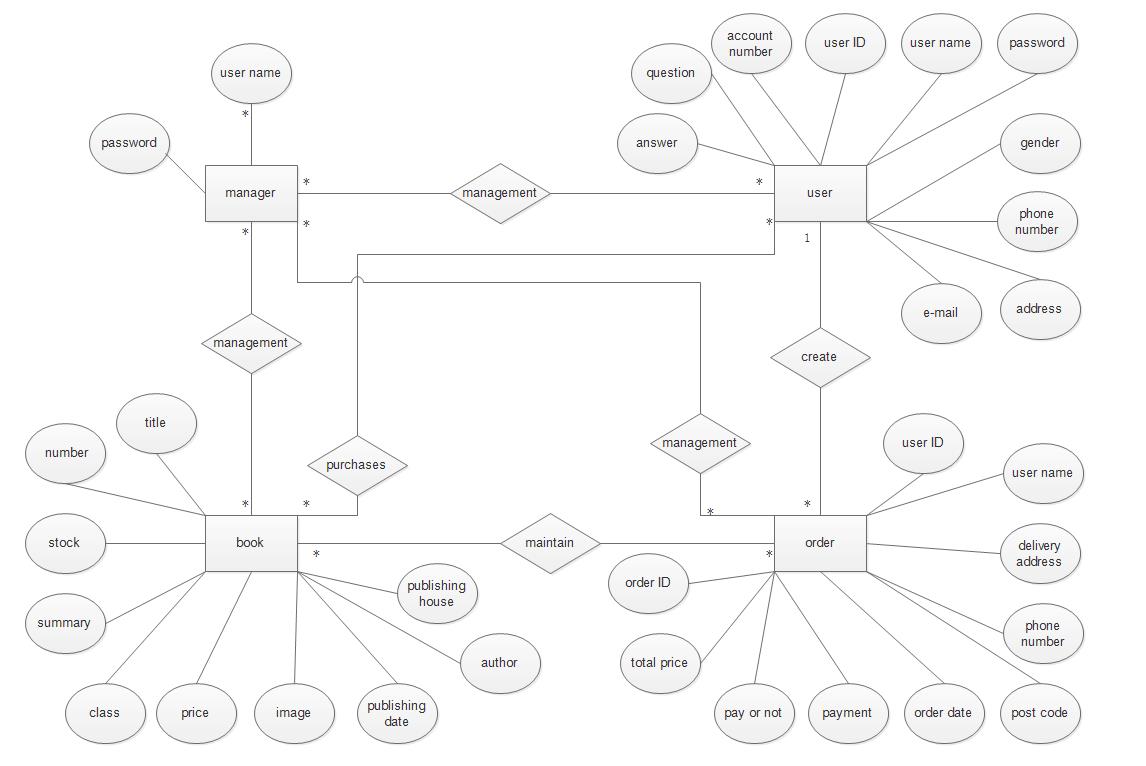 account
number
user ID
user name
password
user name
question
password
answer
gender
*
manager
*
management
*
user
phone
number
*
*
*
1
e-mail
address
management
create
title
number
user ID
management
purchases
user name
*
*
*
*
stock
book
*
maintain
*
order
delivery
address
publishing
house
order ID
summary
phone
number
author
total price
class
price
image
publishing
date
pay or not
payment
order date
post code